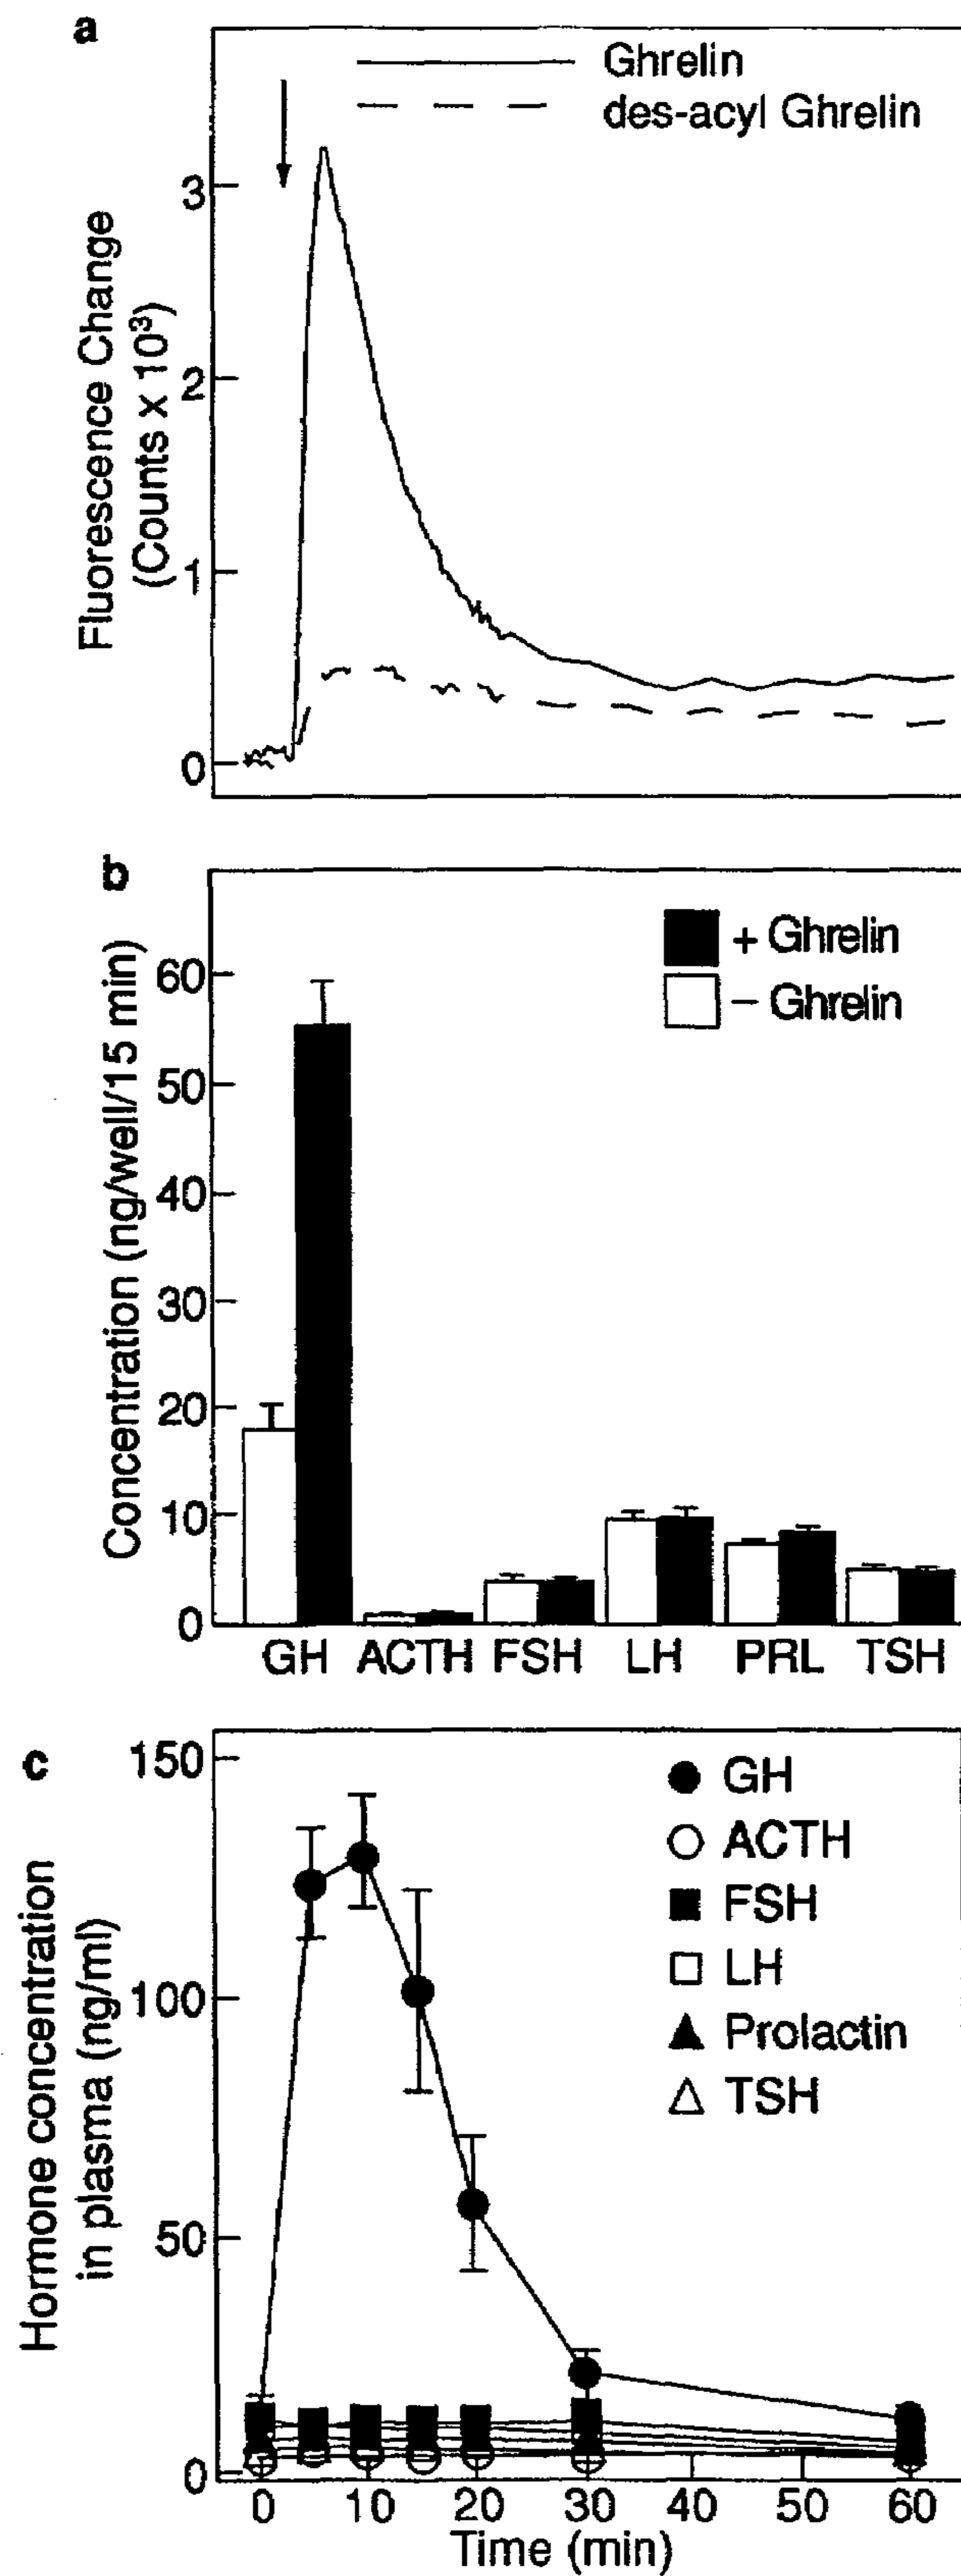 a
Ghrelin
des-acyl Ghrelin
Fluorescence Change
(Counts x 10³)
3
2
1
0
b
+ Ghrelin
– Ghrelin
Concentration (ng/well/15 min)
60
50
40
30
20
10
0
GH ACTH FSH LH PRL TSH
c
GH
ACTH
FSH
LH
Prolactin
TSH
Hormone concentration
in plasma (ng/ml)
150
100
50
0
0 10 20 30 40 50 60
Time (min)